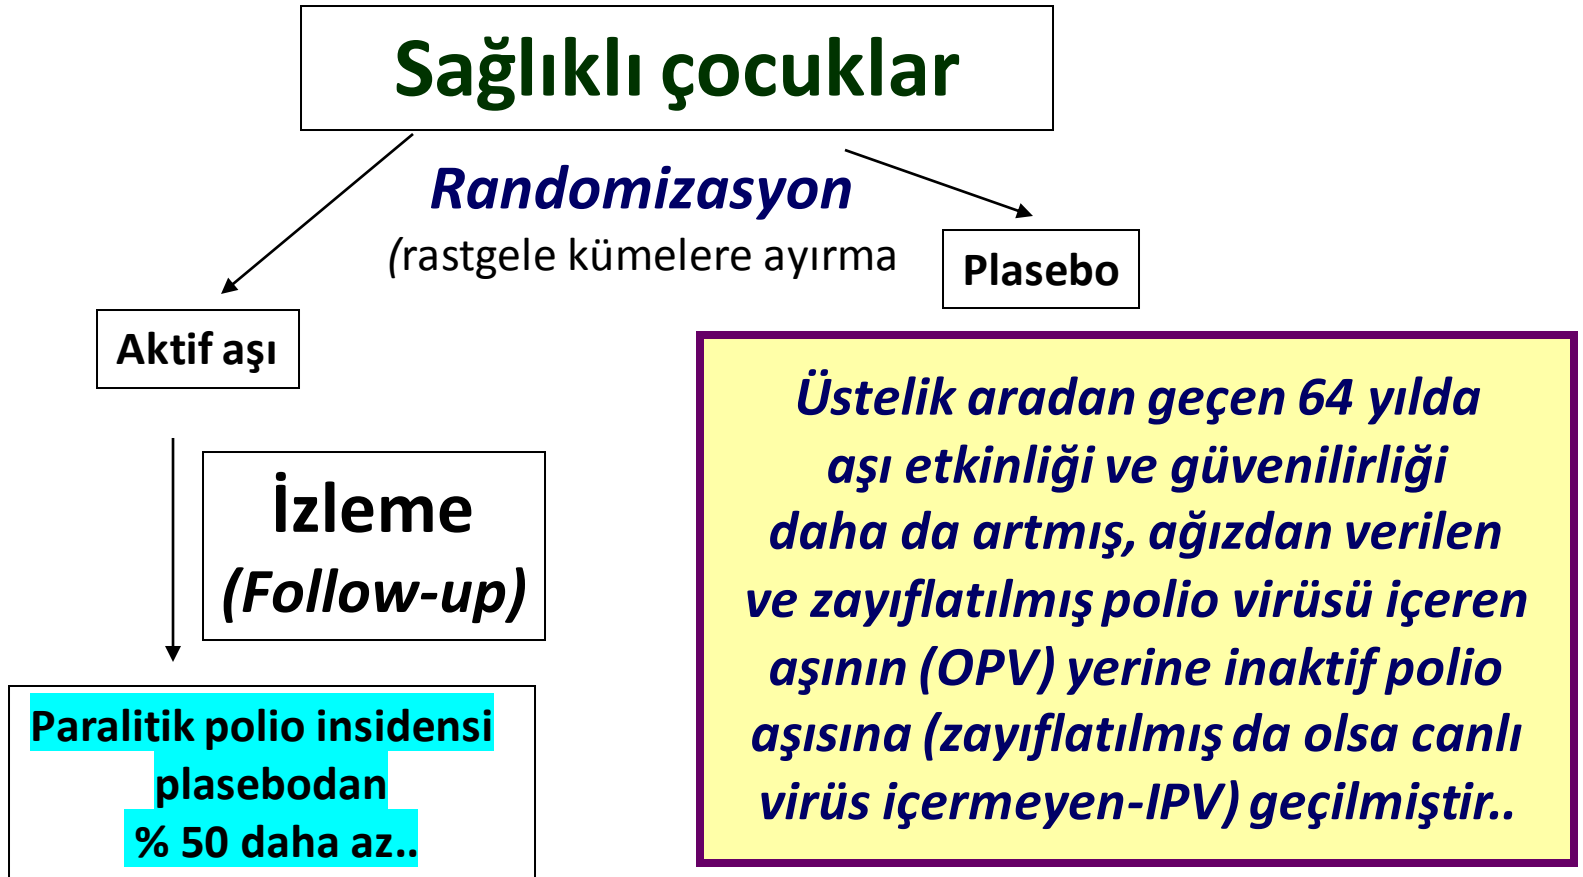 Sağlıklı çocuklar
Randomizasyon
(rastgele kümelere ayırma
Plasebo
Aktif aşı
İzleme
(Follow-up)
Paralitik polio insidensi
plasebodan
% 50 daha az..
Üstelik aradan geçen 64 yılda
aşı etkinliği ve güvenilirliği
daha da artmış, ağızdan verilen
ve zayıflatılmış polio virüsü içeren
aşının (OPV) yerine inaktif polio
aşısına (zayıflatılmış da olsa canlı
virüs içermeyen-IPV) geçilmiştir..